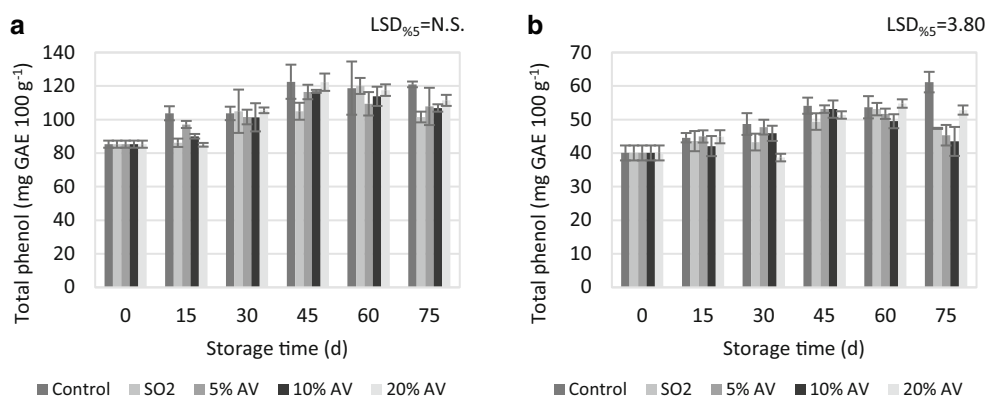 a
LSD%5=N.S.
Total phenol (mg GAE 100 g-1)
140
120
100
80
60
40
20
0
0 15 30 45 60 75
Storage time (d)
Control SO2 5% AV 10% AV 20% AV
b
LSD%5=3.80
Total phenol (mg GAE 100 g-1)
70
60
50
40
30
20
10
0
0 15 30 45 60 75
Storage time (d)
Control SO2 5% AV 10% AV 20% AV